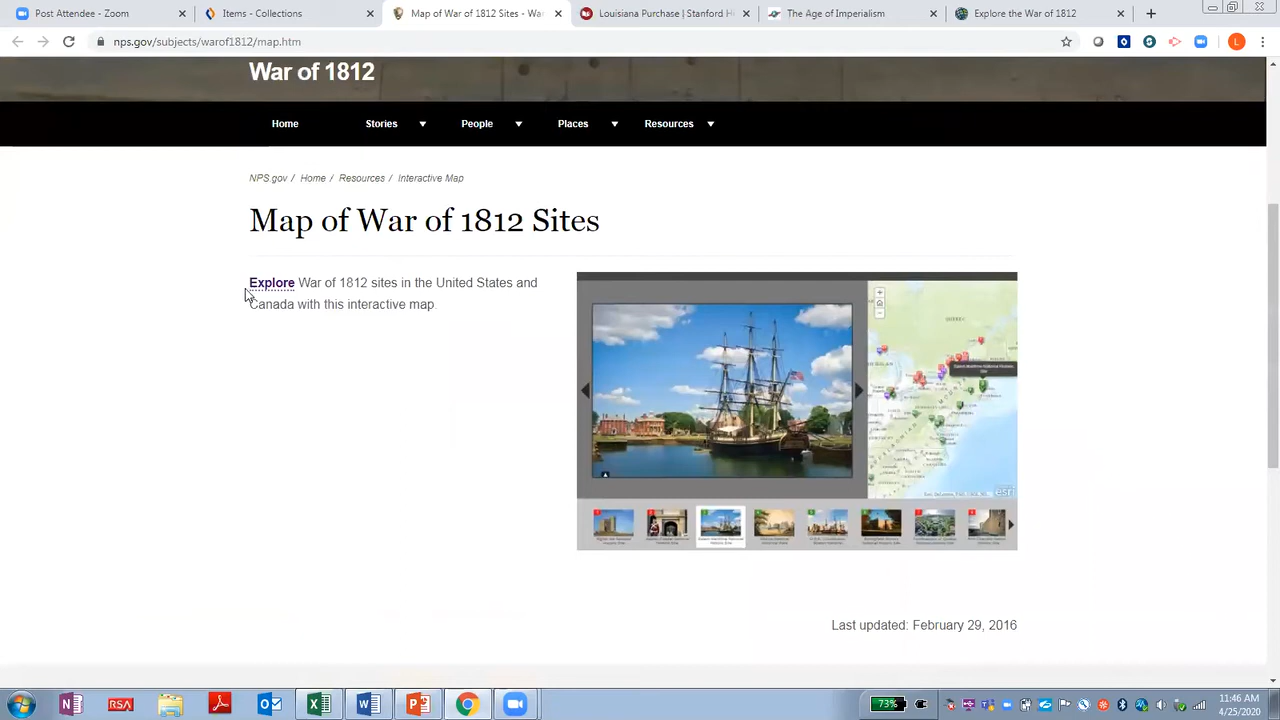 Post Attendee - Zoom
Items - Collections
Map of War of 1812 Sites - War
Louisiana Purchase | Stanford H
The Age of Imperialism
Explore the War of 1812
nps.gov/subjects/warof1812/map.htm
L
War of 1812
Home
Stories
People
Places
Resources
NPS.gov / Home / Resources / Interactive Map
Map of War of 1812 Sites
Explore War of 1812 sites in the United States and
Canada with this interactive map.
esri
Last updated: February 29, 2016
RSA
73%
11:46 AM
4/25/2020